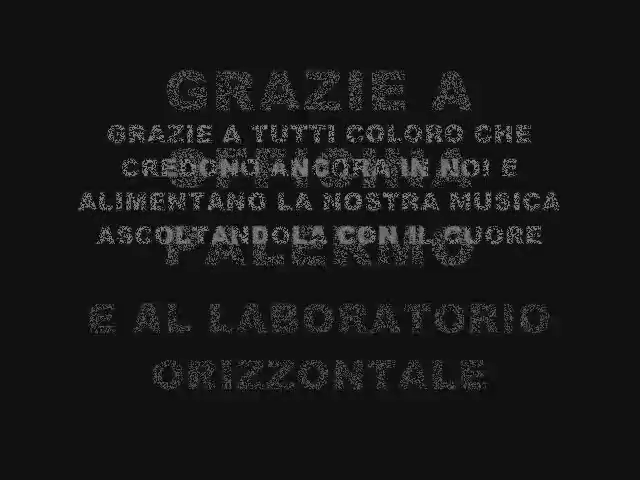 GRAZIE A
GRAZIE A TUTTI COLORO CHE
CREDONO ANCORA IN NOI E
ALIMENTANO LA NOSTRA MUSICA
ASCOLTANDOLA CON IL CUORE
PALERMO
E AL LABORATORIO
ORIZZONTALE